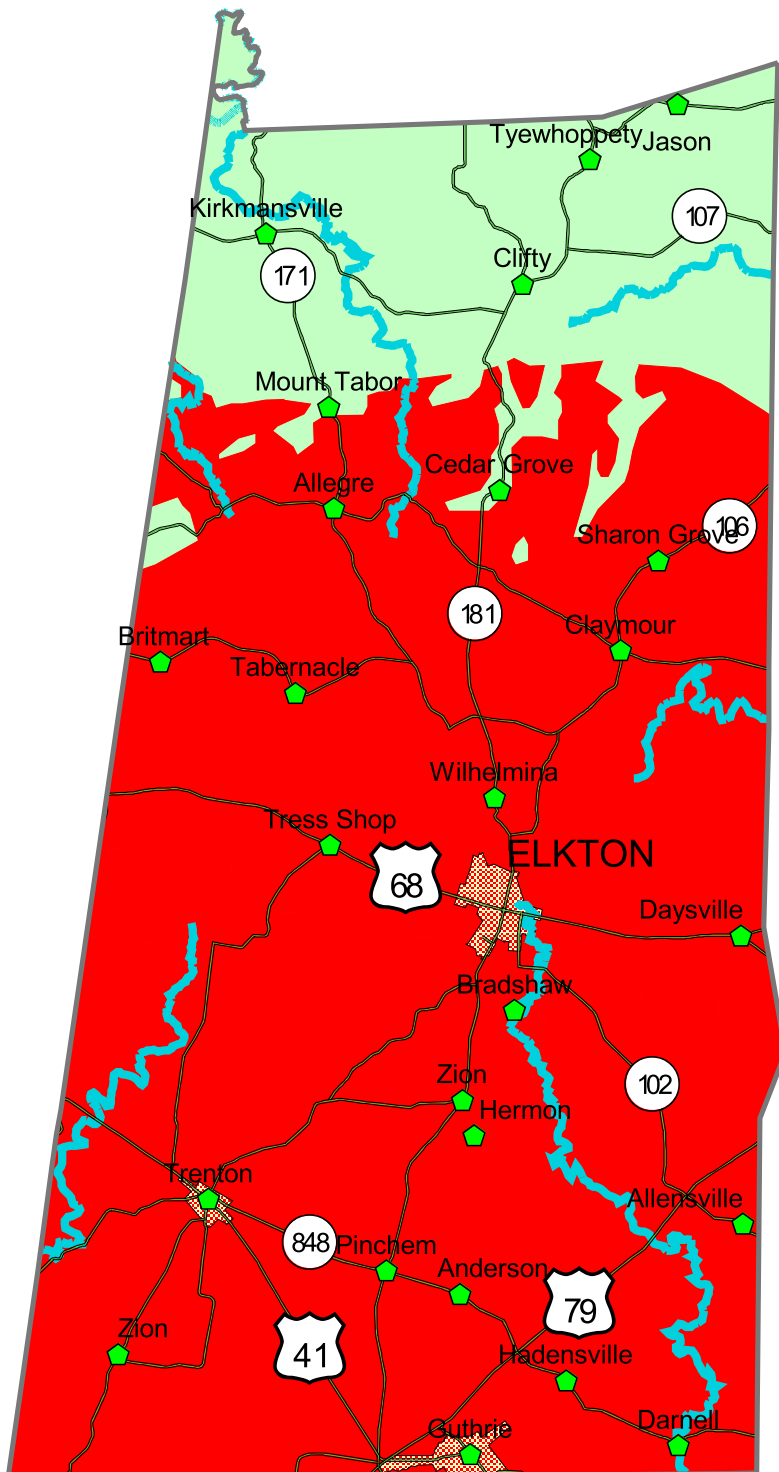 Tyewhoppety
Jason
Kirkmansville
107
Clifty
171
Mount Tabor
Cedar Grove
Allegre
106
Sharon Grove
181
Claymour
Britmart
Tabernacle
Wilhelmina
Tress Shop
ELKTON
68
Daysville
Bradshaw
Zion
102
Hermon
Trenton
Allensville
848
Pinchem
Anderson
79
Zion
41
Hadensville
Guthrie
Darnell